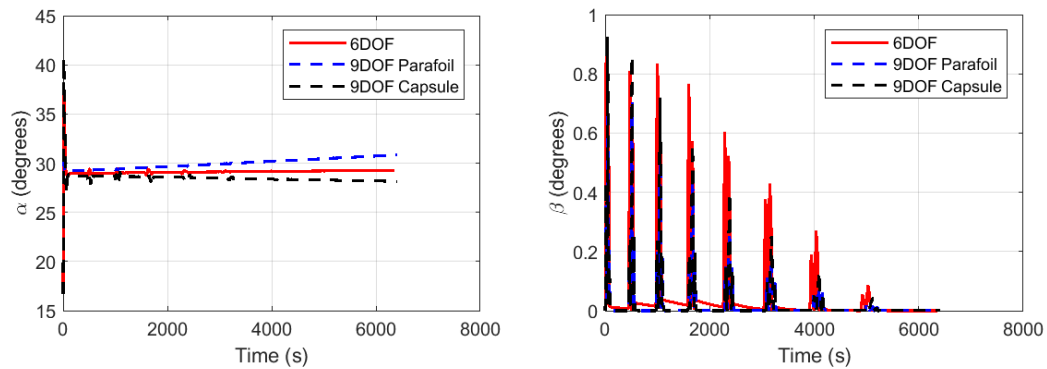 45
40
35
30
25
20
15
α (degrees)
0
2000
4000
6000
8000
Time (s)
6DOF
9DOF Parafoil
9DOF Capsule
1
0.8
0.6
0.4
0.2
0
β (degrees)
0
2000
4000
6000
8000
Time (s)
6DOF
9DOF Parafoil
9DOF Capsule